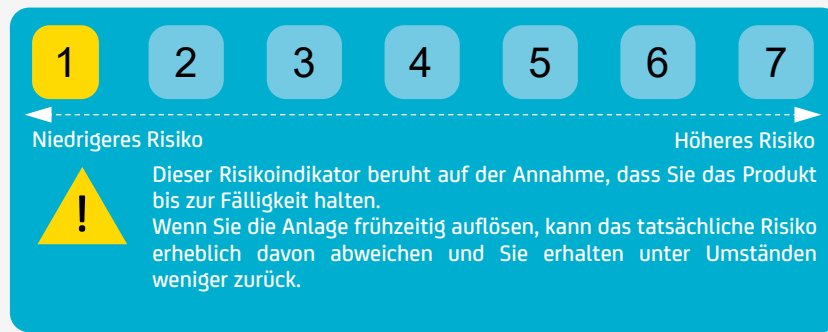 1 2 3 4 5 6 7
Niedrigeres Risiko Höheres Risiko
!
Dieser Risikoindikator beruht auf der Annahme, dass Sie das Produkt
bis zur Fälligkeit halten.
Wenn Sie die Anlage frühzeitig auflösen, kann das tatsächliche Risiko
erheblich davon abweichen und Sie erhalten unter Umständen
weniger zurück.